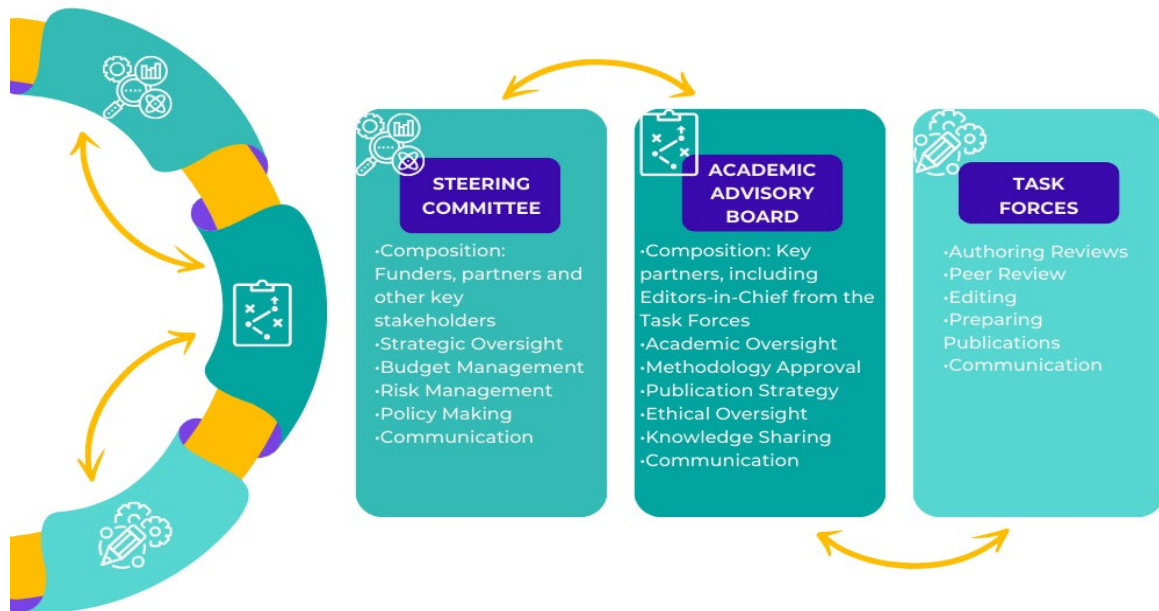 STEERING
COMMITTEE
•Composition:
Funders, partners and
other key
stakeholders
•Strategic Oversight
•Budget Management
•Risk Management
•Policy Making
•Communication
ACADEMIC
ADVISORY
BOARD
•Composition: Key
partners, including
Editors-in-Chief from the
Task Forces
•Academic Oversight
•Methodology Approval
•Publication Strategy
•Ethical Oversight
•Knowledge Sharing
•Communication
TASK
FORCES
•Authoring Reviews
•Peer Review
•Editing
•Preparing
Publications
•Communication